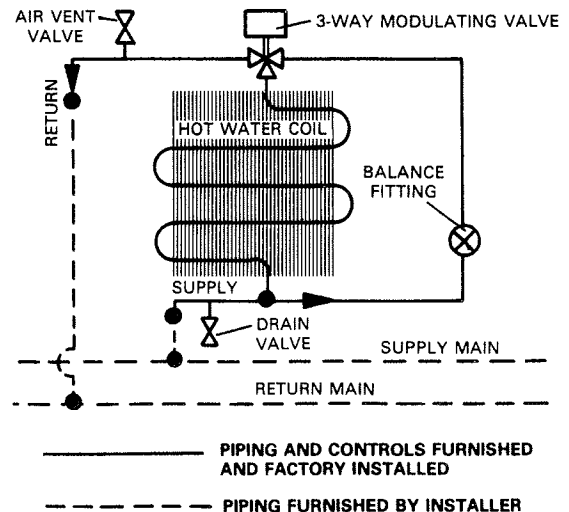 AIR VENT
VALVE
3-WAY MODULATING VALVE
RETURN
HOT WATER COIL
BALANCE
FITTING
SUPPLY
DRAIN
VALVE
SUPPLY MAIN
RETURN MAIN
PIPING AND CONTROLS FURNISHED
AND FACTORY INSTALLED
PIPING FURNISHED BY INSTALLER